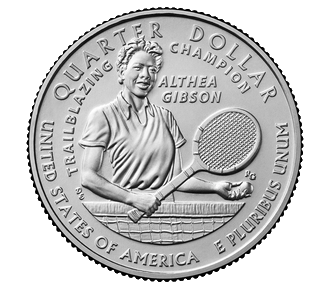 QUARTER DOLLAR
TRAILBLAZING
CHAMPION
ALTHEA
GIBSON
UNITED STATES OF AMERICA
E PLURIBUS UNUM